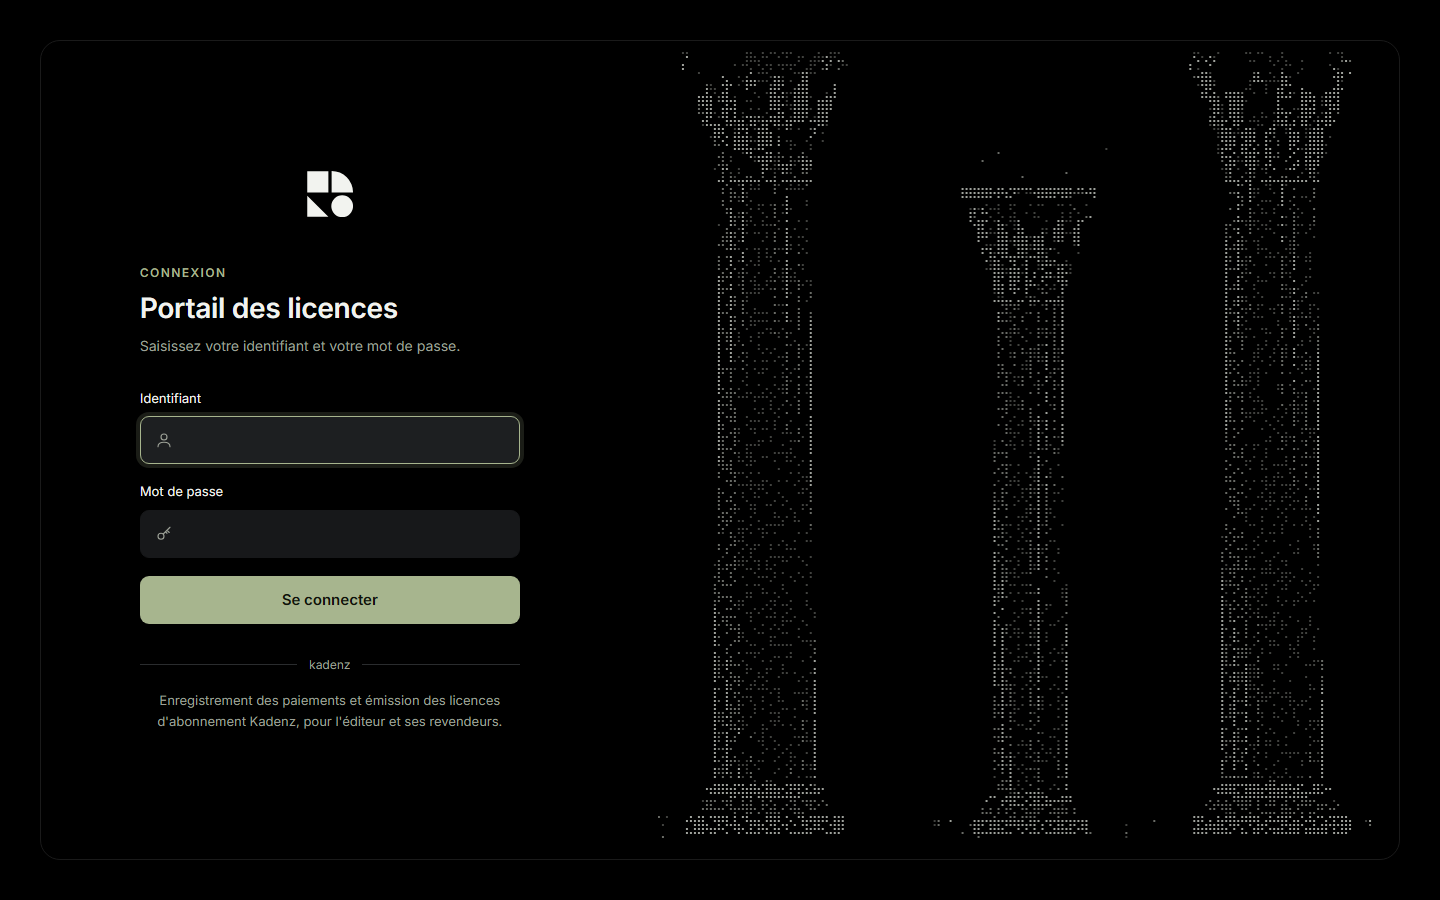 CONNEXION
Portail des licences
Saisissez votre identifiant et votre mot de passe.
Identifiant
Mot de passe
Se connecter
kadenz
Enregistrement des paiements et émission des licences
d'abonnement Kadenz, pour l'éditeur et ses revendeurs.